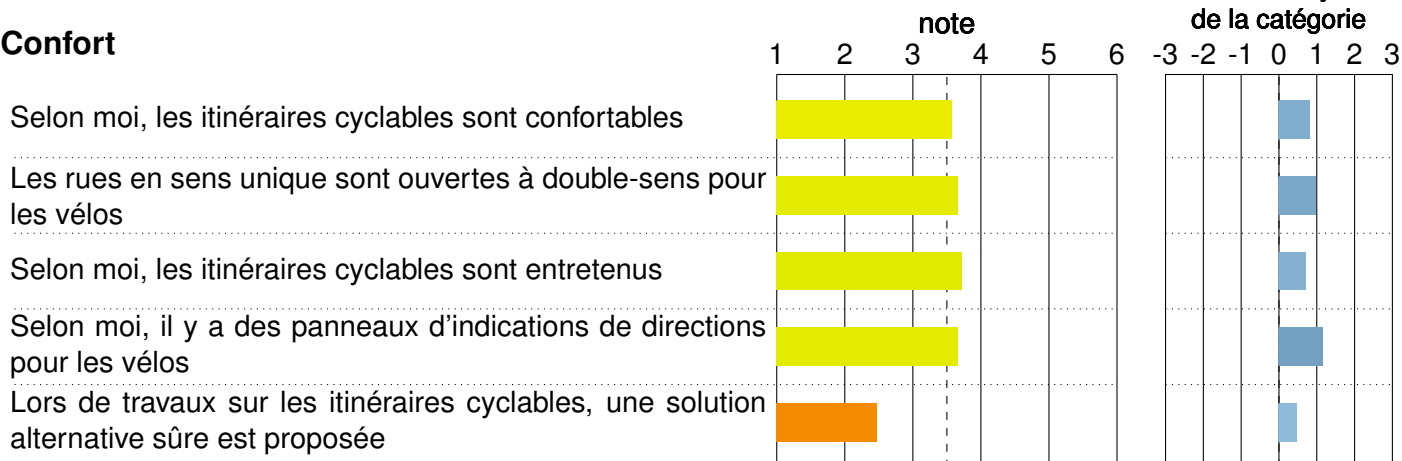 note
de la catégorie
Confort
1 2 3 4 5 6
-3 -2 -1 0 1 2 3
Selon moi, les itinéraires cyclables sont confortables
Les rues en sens unique sont ouvertes à double-sens pour
les vélos
Selon moi, les itinéraires cyclables sont entretenus
Selon moi, il y a des panneaux d'indications de directions
pour les vélos
Lors de travaux sur les itinéraires cyclables, une solution
alternative sûre est proposée